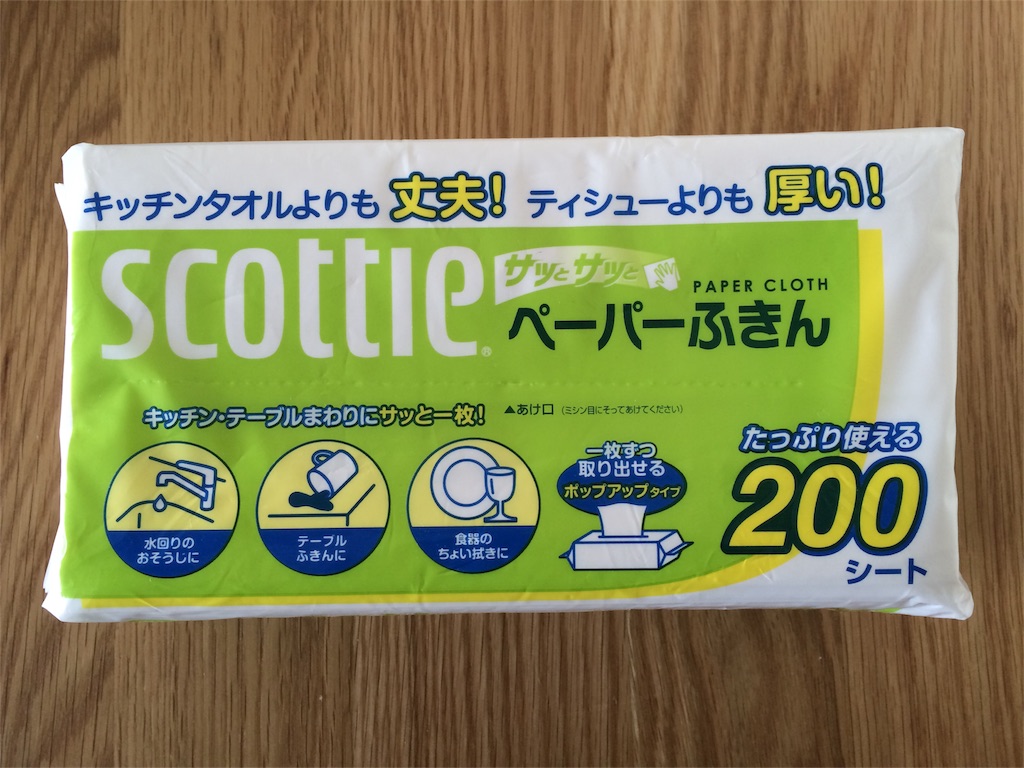 キッチンタオルよりも 丈夫! ティシューよりも 厚い!
scottie® サッとサッと
PAPER CLOTH
ペーパーふきん
キッチン・テーブルまわりにサッと一枚!
▲あけ口 (ミシン目にそってあけてください)
水回りの
おそうじに
テーブル
ふきんに
食器の
ちょい拭きに
一枚ずつ
取り出せる
ポップアップタイプ
たっぷり使える
200
シート